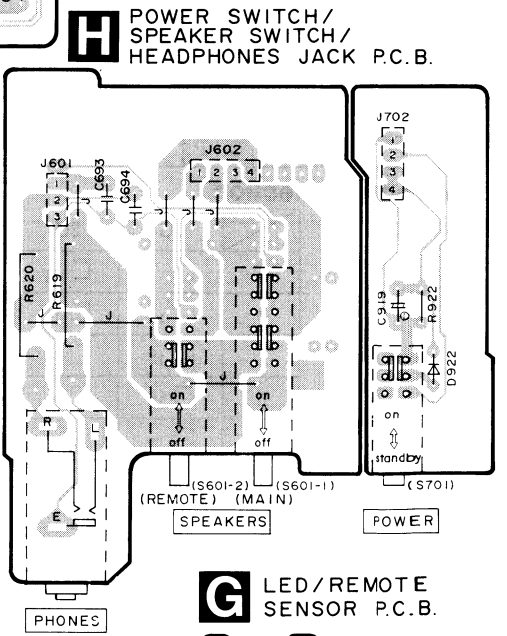 H
POWER SWITCH/
SPEAKER SWITCH/
HEADPHONES JACK P.C.B.
J601
1
2
3
C693
C694
J602
1 2 3 4
J
J
J
J
R620
R619
J
J
J
on
off
on
off
R
L
E
(S601-2)
(REMOTE)
(S601-1)
(MAIN)
SPEAKERS
PHONES
J702
1
2
3
4
C919
R922
D922
on
standby
(S701)
POWER
G
LED/REMOTE
SENSOR P.C.B.